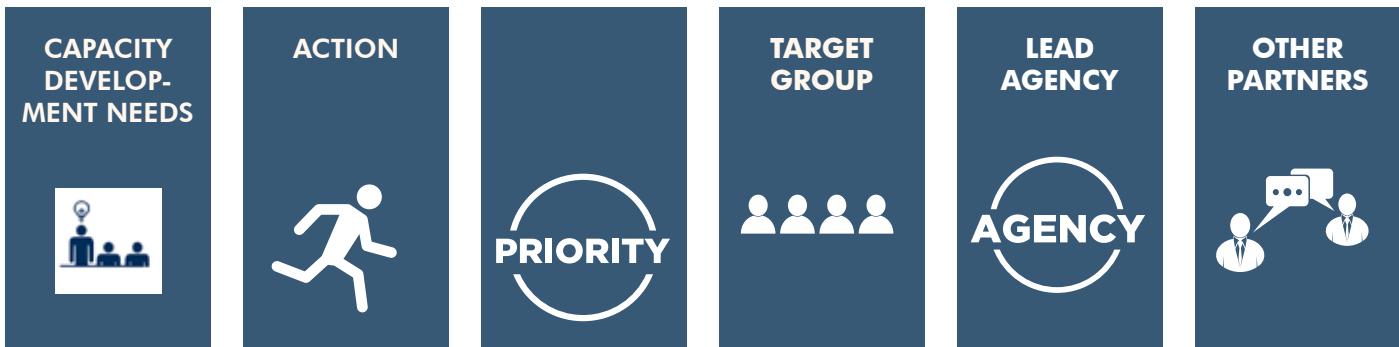 CAPACITY
DEVELOP-
MENT NEEDS
ACTION
PRIORITY
TARGET
GROUP
LEAD
AGENCY
AGENCY
OTHER
PARTNERS